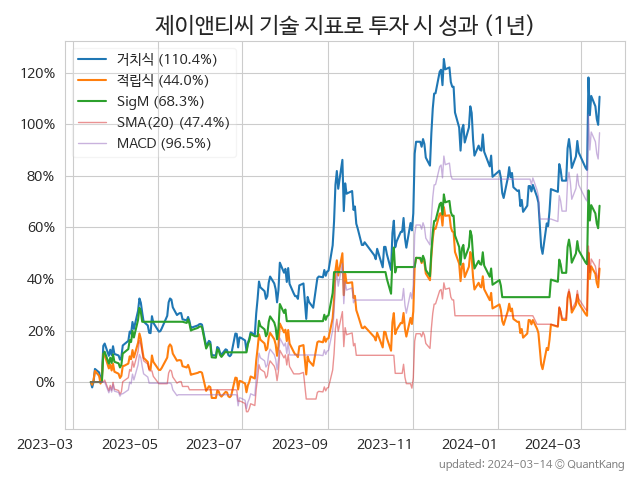 제이앤티씨 기술 지표로 투자 시 성과 (1년)
거치식 (110.4%)
적립식 (44.0%)
SigM (68.3%)
SMA(20) (47.4%)
MACD (96.5%)
120%
100%
80%
60%
40%
20%
0%
2023-03 2023-05 2023-07 2023-09 2023-11 2024-01 2024-03
updated: 2024-03-14 © QuantKang